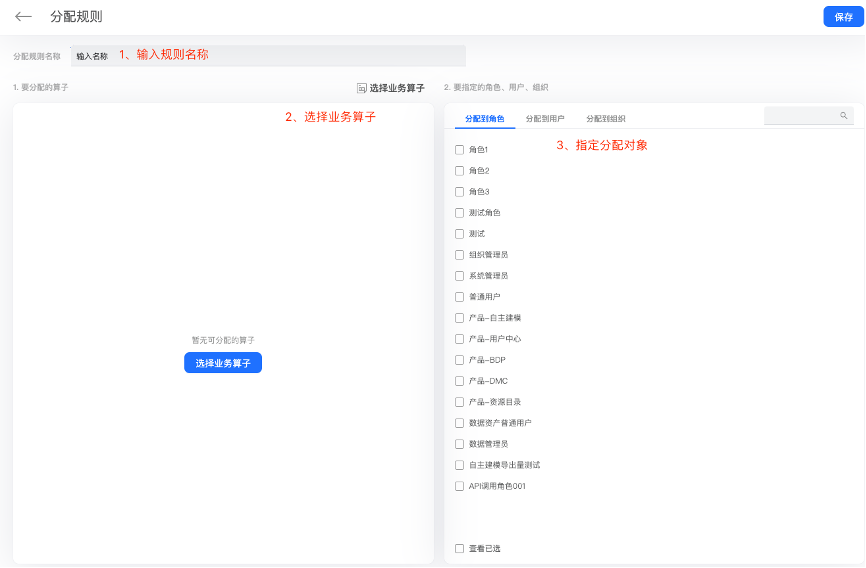 分配规则
保存
分配规则名称 输入名称 1、输入规则名称
1. 要分配的算子 选择业务算子
2. 要指定的角色、用户、组织
2、选择业务算子
暂无可分配的算子
选择业务算子
分配到角色 分配到用户 分配到组织
3、指定分配对象
角色1
角色2
角色3
测试角色
测试
组织管理员
系统管理员
普通用户
产品-自主建模
产品-用户中心
产品-BDP
产品-DMC
产品-资源目录
数据资产普通用户
数据管理员
自主建模导出量测试
API调用角色001
查看已选